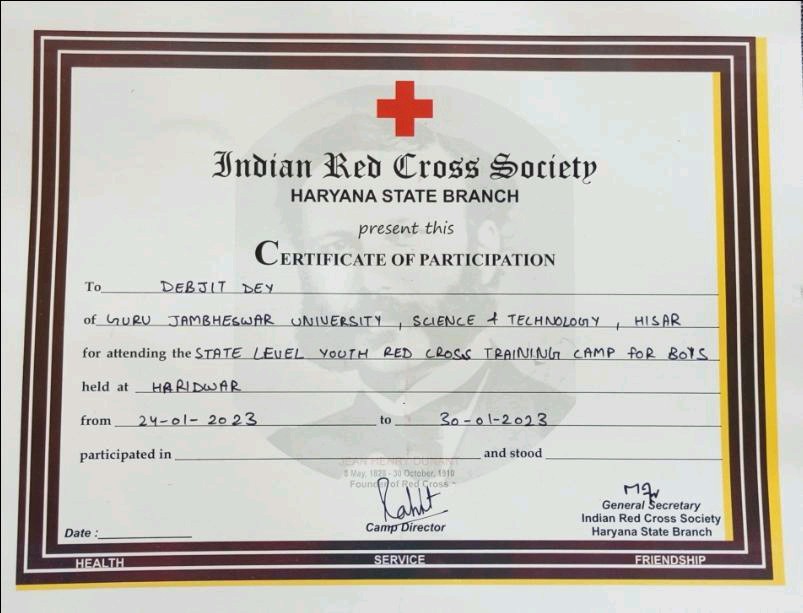 Indian Red Cross Society
HARYANA STATE BRANCH
present this
CERTIFICATE OF PARTICIPATION
To DEBJIT DEY
of GURU JAMBHESWAR UNIVERSITY, SCIENCE & TECHNOLOGY, HISAR
for attending the STATE LEVEL YOUTH RED CROSS TRAINING CAMP FOR BOYS
held at HARIDWAR
from 24-01-2023 to 30-01-2023
participated in and stood
JEAN HENRY DUNANT
8 May, 1828 - 30 October, 1910
Founder of Red Cross
Rahit
Camp Director
General Secretary
Indian Red Cross Society
Haryana State Branch
Date :
HEALTH SERVICE FRIENDSHIP